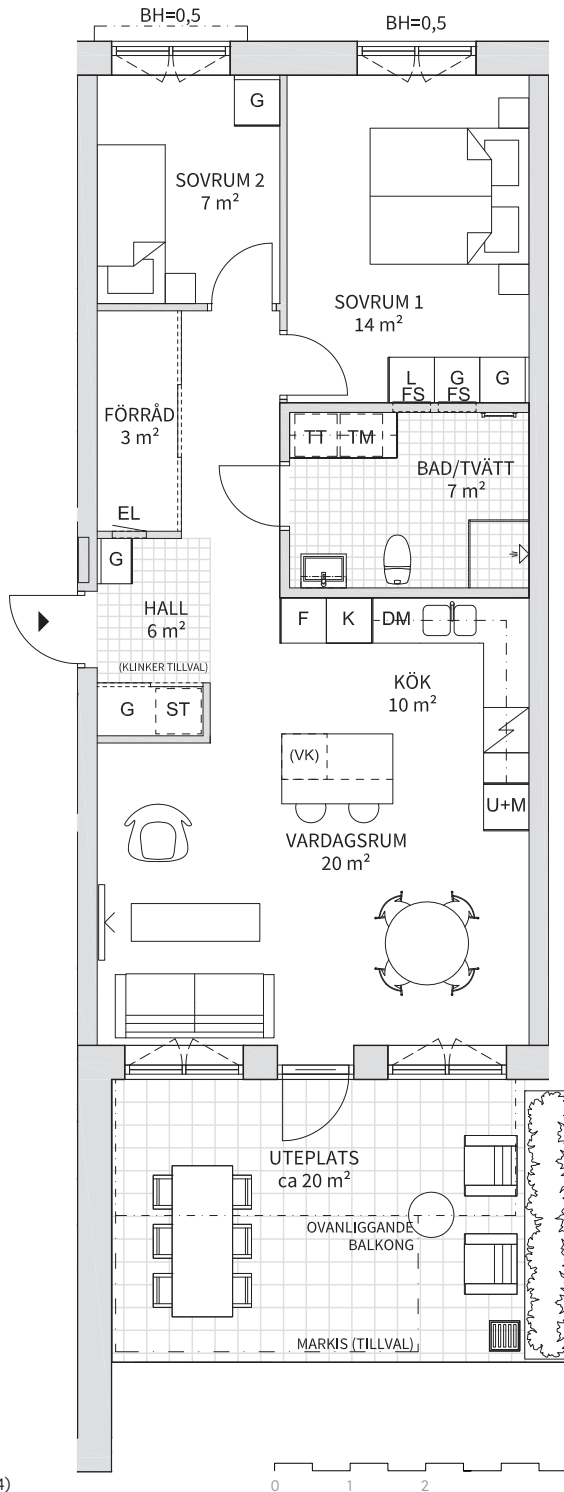 BH=0,5
BH=0,5
G
SOVRUM 2
7 m²
SOVRUM 1
14 m²
L
FS
G
FS
G
FÖRRÅD
3 m²
TT
TM
BAD/TVÄTT
7 m²
EL
G
HALL
6 m²
(KLINKER TILLVAL)
F
K
DM
KÖK
10 m²
G
ST
(VK)
U+M
VARDAGSRUM
20 m²
UTEPLATS
ca 20 m²
OVANLIGGANDE
BALKONG
MARKIS (TILLVAL)
4)
0 1 2